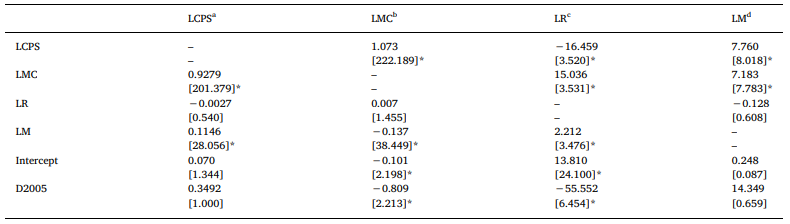 LCPSa LMCb LRc LMd
LCPS – 1.073 −16.459 7.760
– [222.189]* [3.520]* [8.018]*
LMC 0.9279 – 15.036 7.183
[201.379]* – [3.531]* [7.783]*
LR −0.0027 0.007 – −0.128
[0.540] [1.455] – [0.608]
LM 0.1146 −0.137 2.212 –
[28.056]* [38.449]* [3.476]* –
Intercept 0.070 −0.101 13.810 0.248
[1.344] [2.198]* [24.100]* [0.087]
D2005 0.3492 −0.809 −55.552 14.349
[1.000] [2.213]* [6.454]* [0.659]